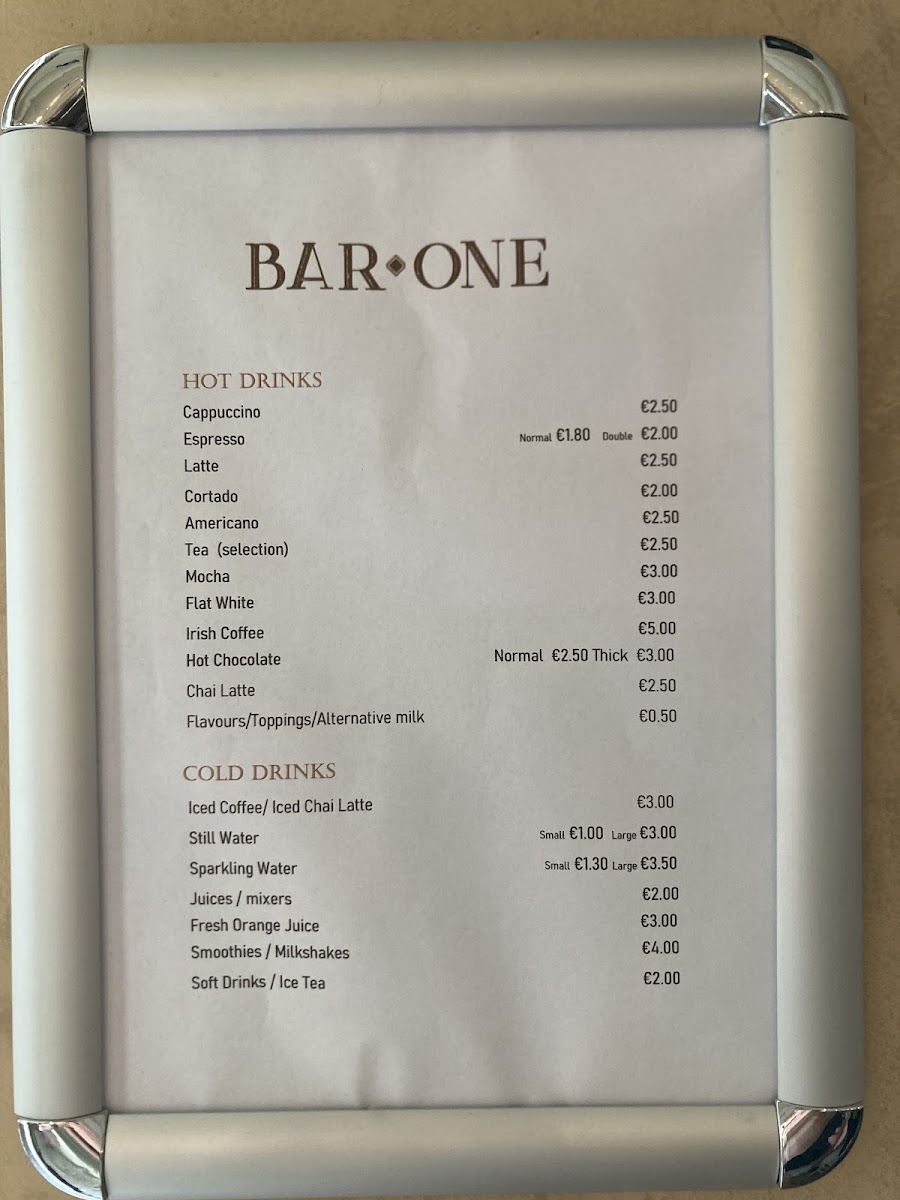 BAR ONE
HOT DRINKS
Cappuccino €2.50
Espresso Normal €1.80 Double €2.00
Latte €2.50
Cortado €2.00
Americano €2.50
Tea (selection) €2.50
Mocha €3.00
Flat White €3.00
Irish Coffee €5.00
Hot Chocolate Normal €2.50 Thick €3.00
Chai Latte €2.50
Flavours/Toppings/Alternative milk €0.50
COLD DRINKS
Iced Coffee/ Iced Chai Latte €3.00
Still Water Small €1.00 Large €3.00
Sparkling Water Small €1.30 Large €3.50
Juices / mixers €2.00
Fresh Orange Juice €3.00
Smoothies / Milkshakes €4.00
Soft Drinks / Ice Tea €2.00